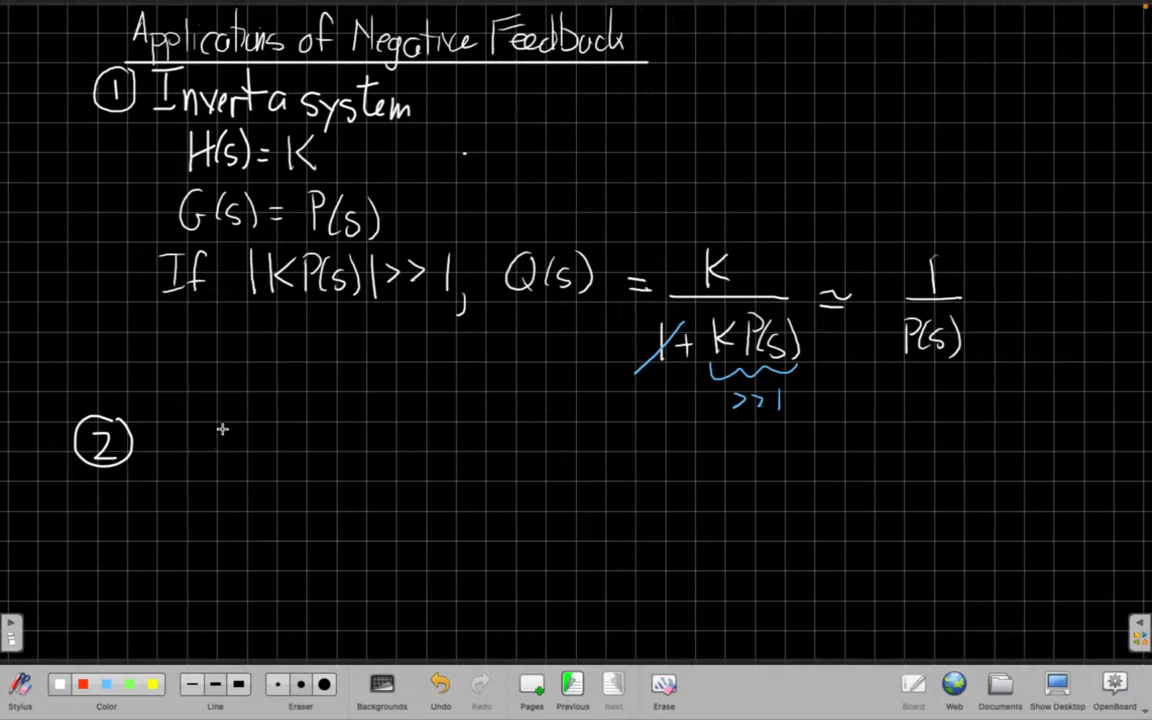 Applications of Negative Feedback
① Invert a system
H(s) = K
G(s) = P(s)
If |KP(s)| >> 1, Q(s) = K / (1 + KP(s)) ≃ 1 / P(s)
>> 1
②
Stylus Color Line Eraser Backgrounds Undo Redo Pages Previous Next Erase Board Web Documents Show Desktop OpenBoard